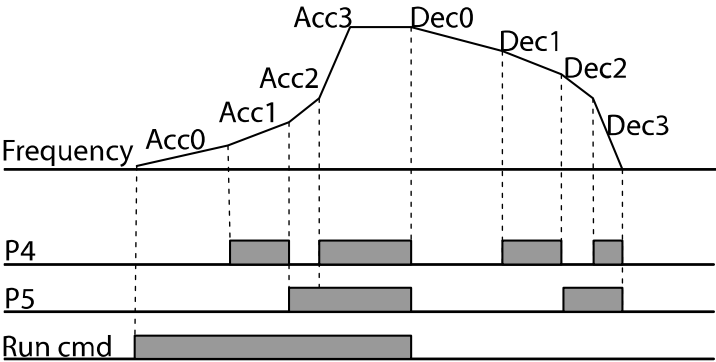 Acc3
Dec0
Dec1
Dec2
Acc2
Acc1
Dec3
Acc0
Frequency
P4
P5
Run cmd